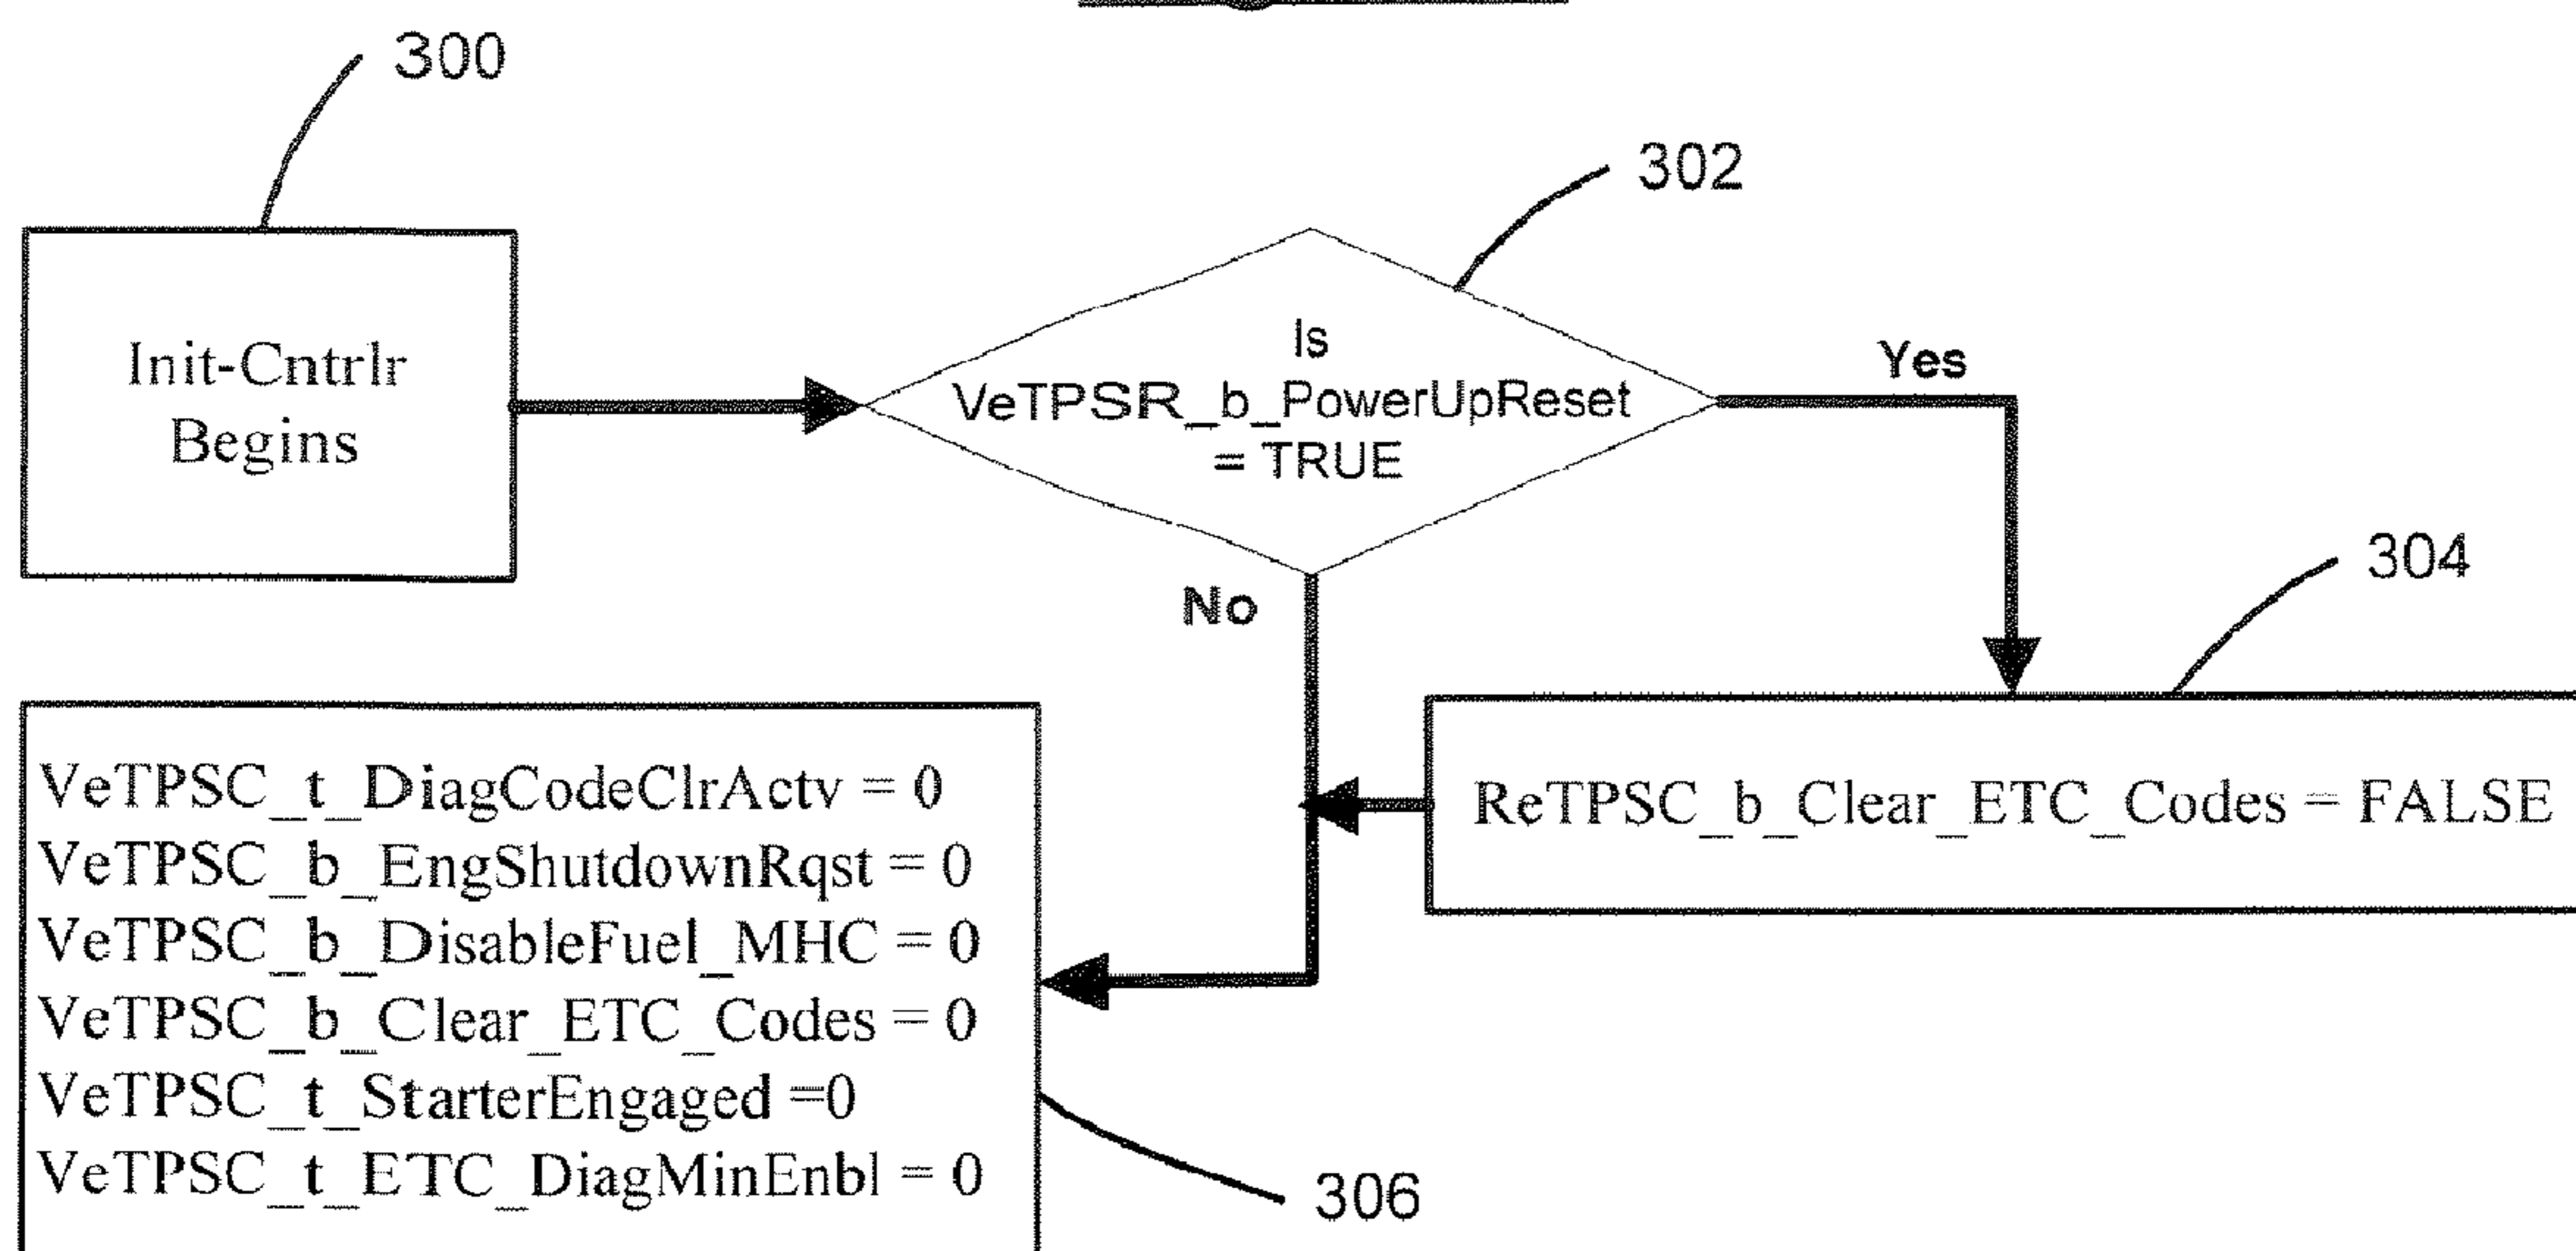 300
302
Init-Cntrlr
Begins
Is
VeTPSR_b_PowerUpReset
= TRUE
Yes
No
304
ReTPSC_b_Clear_ETC_Codes = FALSE
VeTPSC_t_DiagCodeClrActv = 0
VeTPSC_b_EngShutdownRqst = 0
VeTPSC_b_DisableFuel_MHC = 0
VeTPSC_b_Clear_ETC_Codes = 0
VeTPSC_t_StarterEngaged =0
VeTPSC_t_ETC_DiagMinEnbl = 0
306